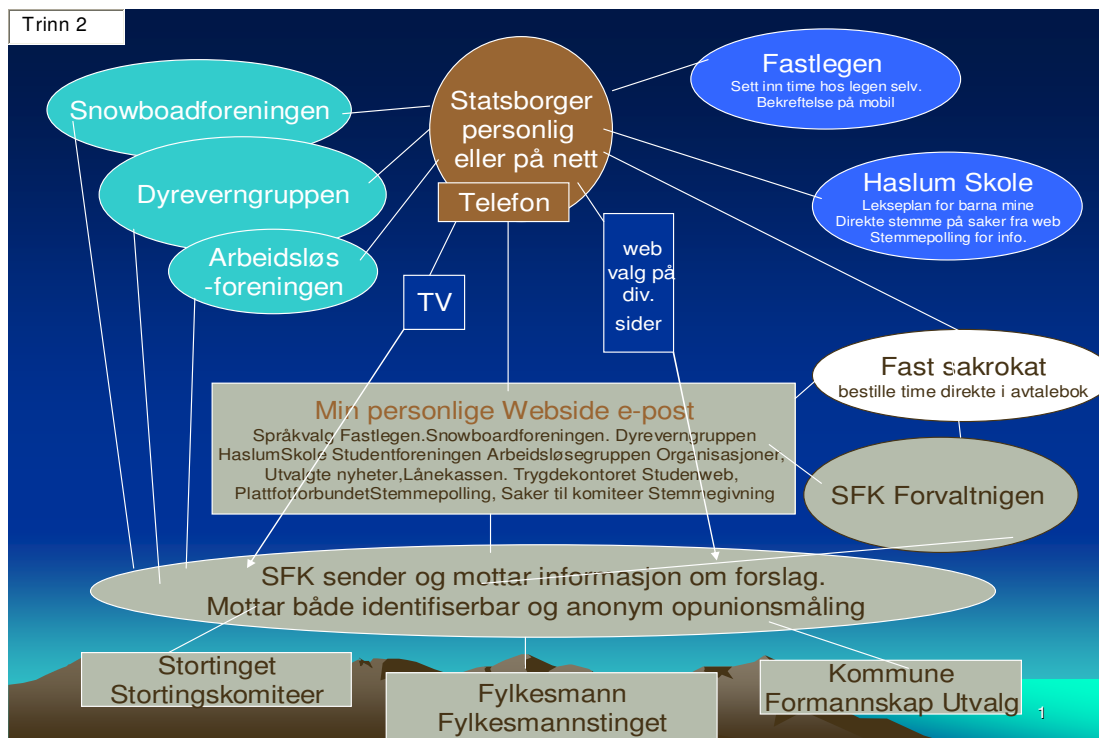 Trinn 2
Snowboadforeningen
Dyreverngruppen
Arbeidsløs
-foreningen
Statsborger
personlig
eller på nett
Telefon
TV
web
valg på
div.
sider
Fastlegen
Sett inn time hos legen selv.
Bekreftelse på mobil
Haslum Skole
Lekseplan for barna mine
Direkte stemme på saker fra web
Stemmepolling for info.
Fast sakrokat
bestille time direkte i avtalebok
Min personlige Webside e-post
Språkvalg Fastlegen.Snowboardforeningen. Dyreverngruppen
HaslumSkole Studentforeningen Arbeidsløsegruppen Organisasjoner,
Utvalgte nyheter,Lånekassen. Trygdekontoret Studenweb,
PlattfotforbundetStemmepolling, Saker til komiteer Stemmegivning
SFK Forvaltnigen
SFK sender og mottar informasjon om forslag.
Mottar både identifiserbar og anonym opunionsmåling
Stortinget
Stortingskomiteer
Fylkesmann
Fylkesmannstinget
Kommune
Formannskap Utvalg
1